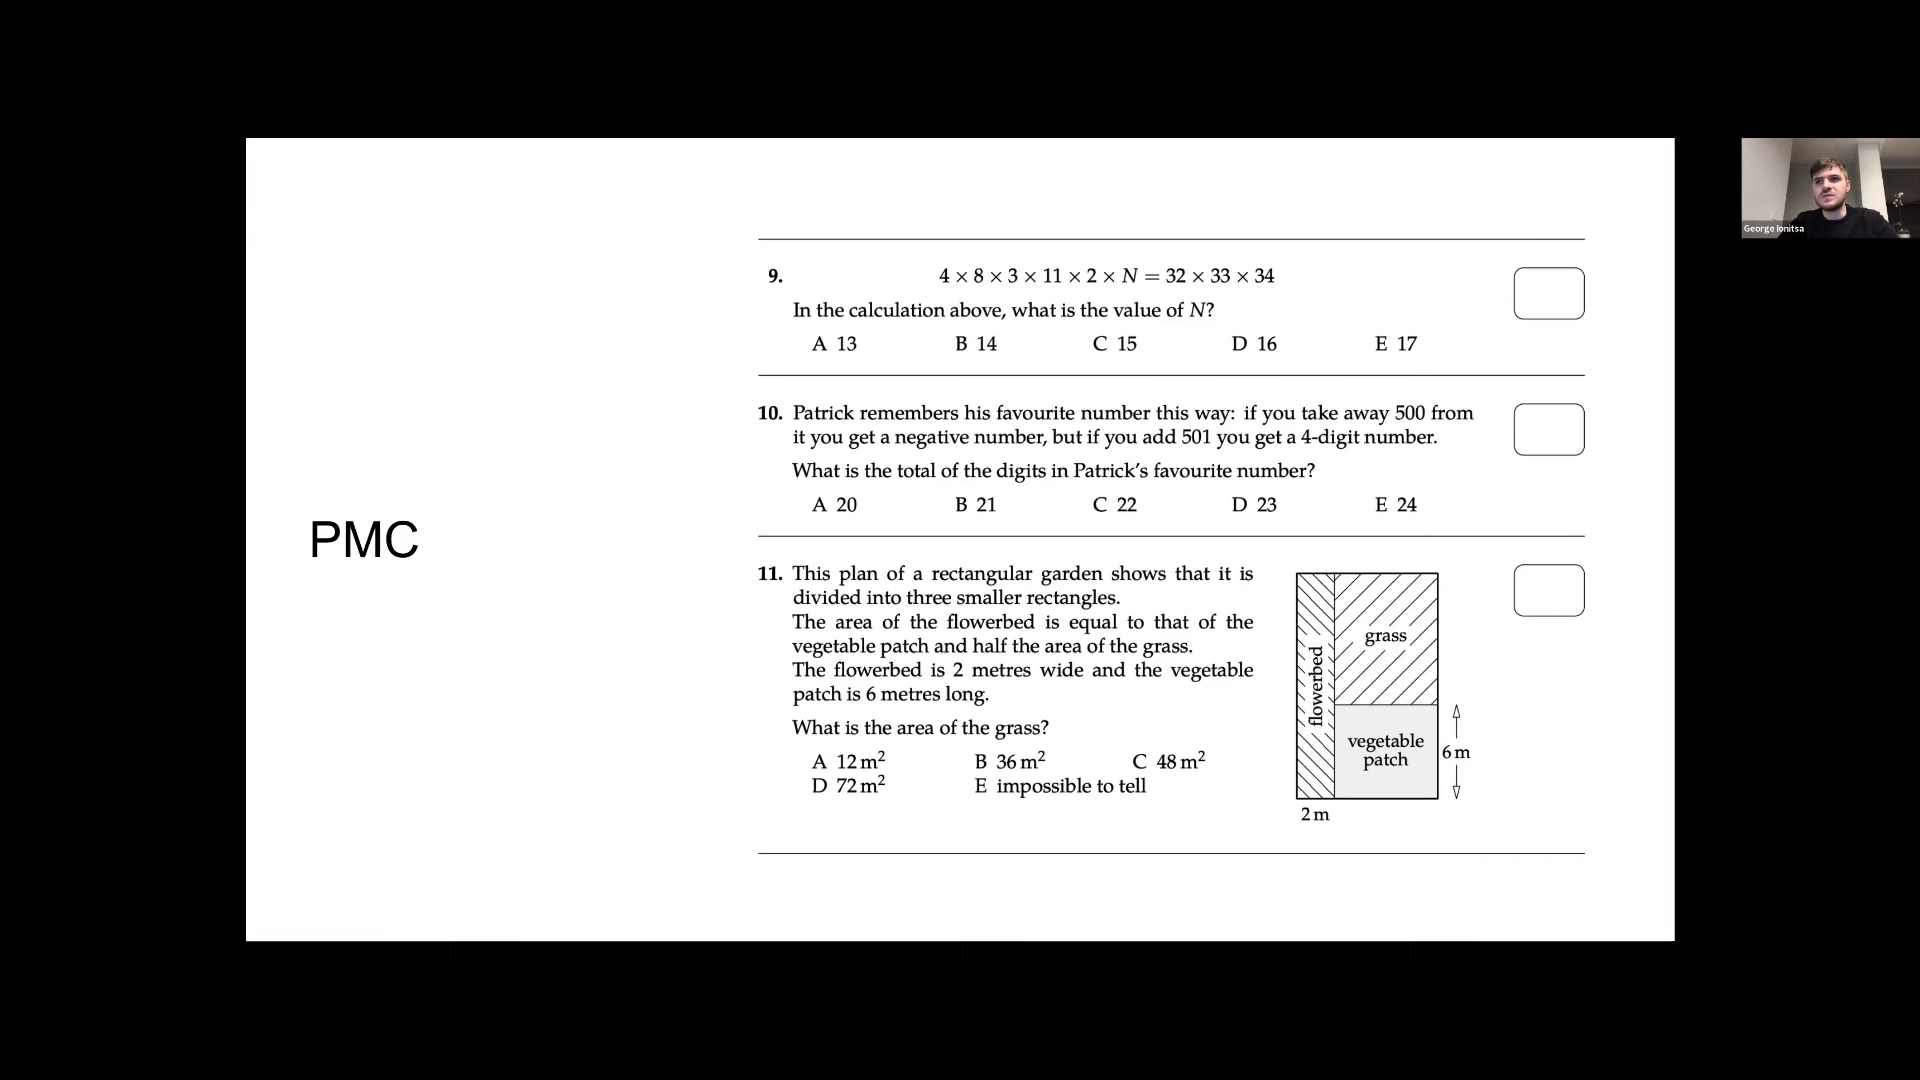 PMC
9. 4 × 8 × 3 × 11 × 2 × N = 32 × 33 × 34
In the calculation above, what is the value of N?
A 13 B 14 C 15 D 16 E 17
10. Patrick remembers his favourite number this way: if you take away 500 from
it you get a negative number, but if you add 501 you get a 4-digit number.
What is the total of the digits in Patrick's favourite number?
A 20 B 21 C 22 D 23 E 24
11. This plan of a rectangular garden shows that it is
divided into three smaller rectangles.
The area of the flowerbed is equal to that of the
vegetable patch and half the area of the grass.
The flowerbed is 2 metres wide and the vegetable
patch is 6 metres long.
What is the area of the grass?
A 12 m² B 36 m² C 48 m²
D 72 m² E impossible to tell
flowerbed
grass
vegetable
patch
6 m
2 m
George Ionitsa